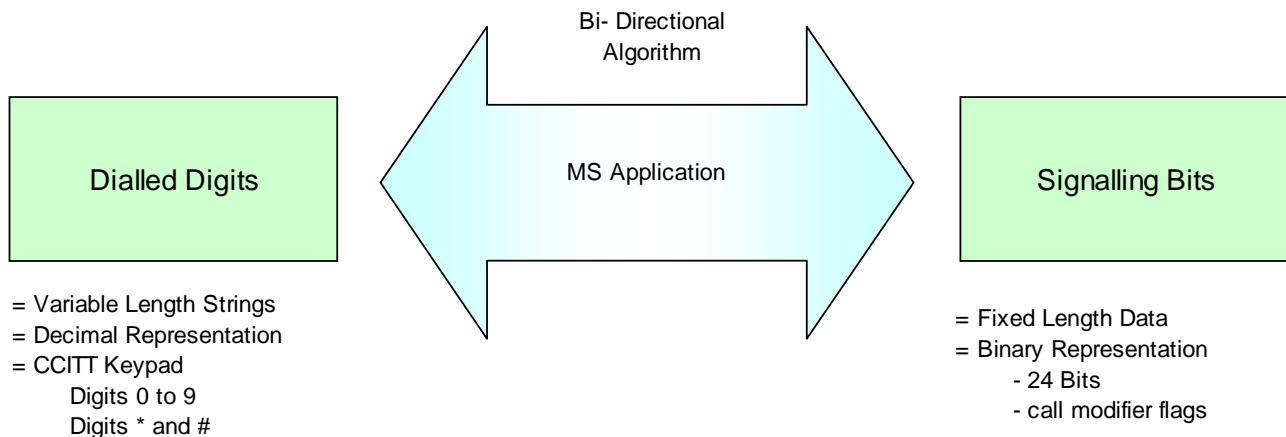 Bi- Directional
Algorithm
Dialled Digits
MS Application
Signalling Bits
= Variable Length Strings
= Decimal Representation
= CCITT Keypad
Digits 0 to 9
Digits * and #
= Fixed Length Data
= Binary Representation
- 24 Bits
- call modifier flags